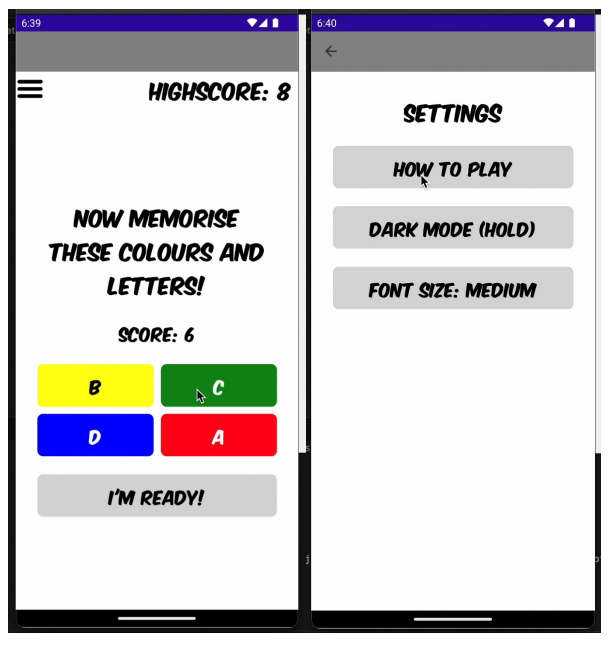 6:39
HIGHSCORE: 8
NOW MEMORISE
THESE COLOURS AND
LETTERS!
SCORE: 6
B
C
D
A
I'M READY!
6:40
SETTINGS
HOW TO PLAY
DARK MODE (HOLD)
FONT SIZE: MEDIUM